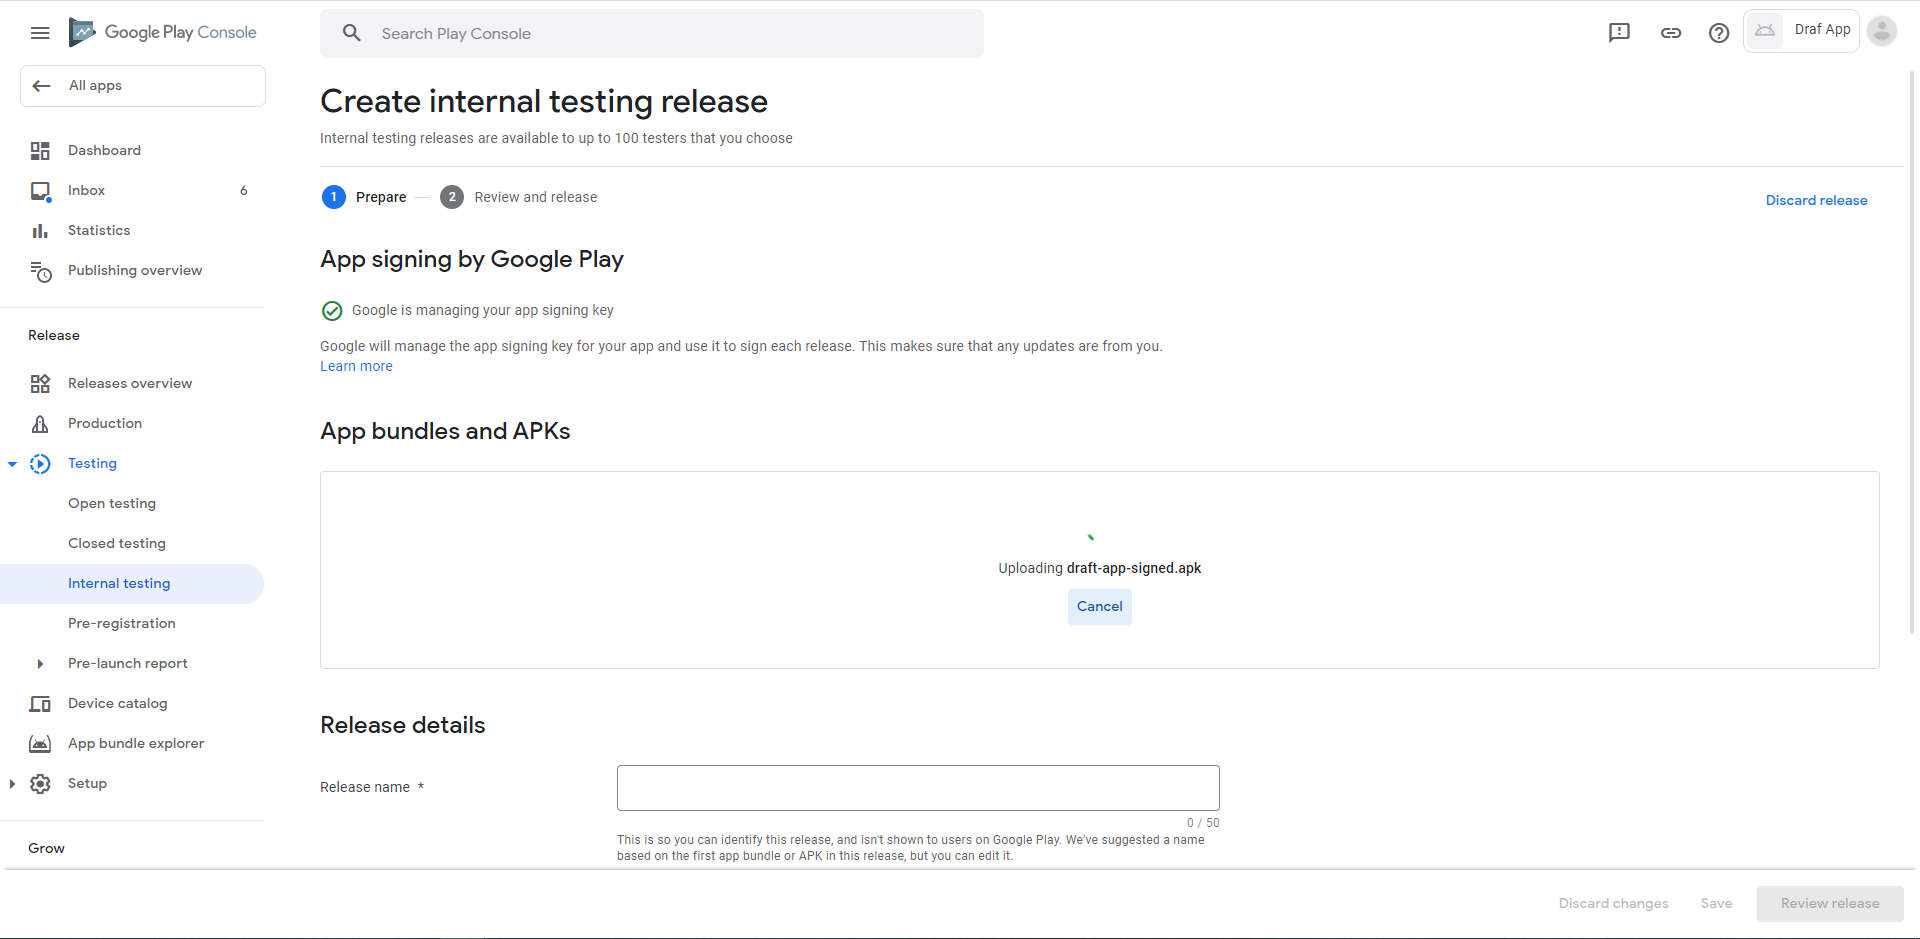 Google Play Console
Search Play Console
Draf App
All apps
Dashboard
Inbox 6
Statistics
Publishing overview
Release
Releases overview
Production
Testing
Open testing
Closed testing
Internal testing
Pre-registration
Pre-launch report
Device catalog
App bundle explorer
Setup
Grow
Create internal testing release
Internal testing releases are available to up to 100 testers that you choose
1 Prepare 2 Review and release
Discard release
App signing by Google Play
Google is managing your app signing key
Google will manage the app signing key for your app and use it to sign each release. This makes sure that any updates are from you.
Learn more
App bundles and APKs
Uploading draft-app-signed.apk
Cancel
Release details
Release name *
0 / 50
This is so you can identify this release, and isn't shown to users on Google Play. We've suggested a name
based on the first app bundle or APK in this release, but you can edit it.
Discard changes Save Review release